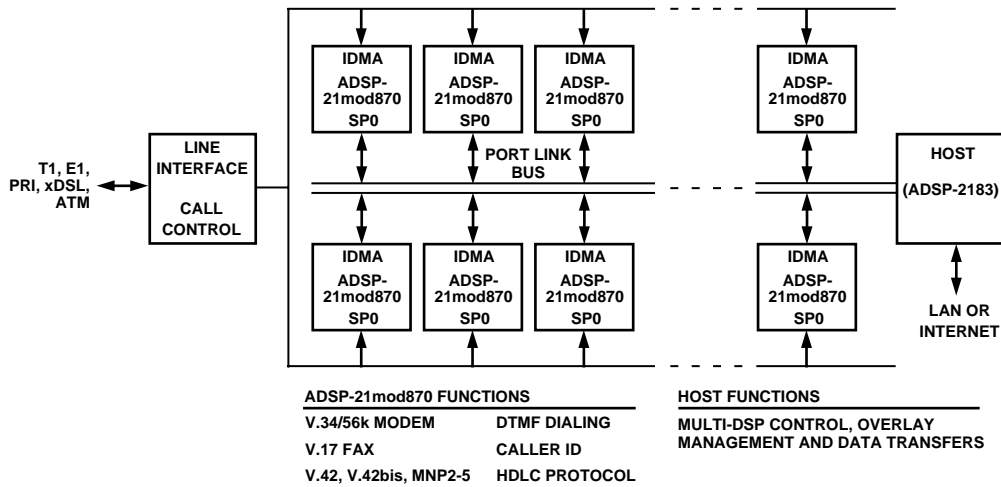 IDMA
ADSP-
21mod870
SP0
IDMA
ADSP-
21mod870
SP0
IDMA
ADSP-
21mod870
SP0
IDMA
ADSP-
21mod870
SP0
T1, E1,
PRI, xDSL,
ATM
LINE
INTERFACE
CALL
CONTROL
PORT LINK
BUS
HOST
(ADSP-2183)
IDMA
ADSP-
21mod870
SP0
IDMA
ADSP-
21mod870
SP0
IDMA
ADSP-
21mod870
SP0
IDMA
ADSP-
21mod870
SP0
LAN OR
INTERNET
ADSP-21mod870 FUNCTIONS
V.34/56k MODEM DTMF DIALING
V.17 FAX CALLER ID
V.42, V.42bis, MNP2-5 HDLC PROTOCOL
HOST FUNCTIONS
MULTI-DSP CONTROL, OVERLAY
MANAGEMENT AND DATA TRANSFERS